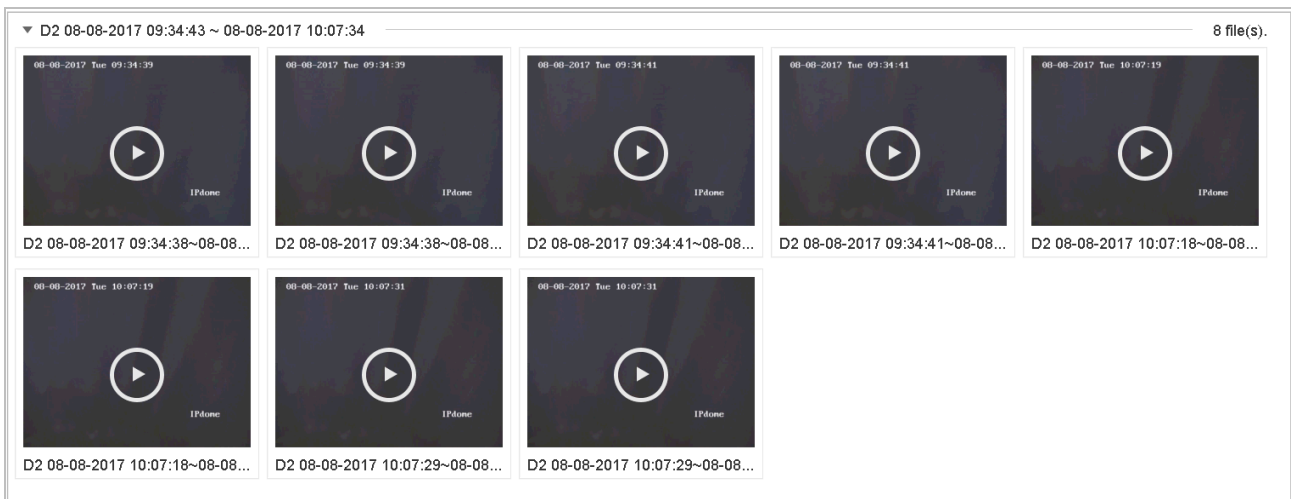 D2 08-08-2017 09:34:43 ~ 08-08-2017 10:07:34 8 file(s).
08-08-2017 Tue 09:34:39
IPdome
D2 08-08-2017 09:34:38~08-08...
08-08-2017 Tue 09:34:39
IPdome
D2 08-08-2017 09:34:38~08-08...
08-08-2017 Tue 09:34:41
IPdome
D2 08-08-2017 09:34:41~08-08...
08-08-2017 Tue 09:34:41
IPdome
D2 08-08-2017 09:34:41~08-08...
08-08-2017 Tue 10:07:19
IPdome
D2 08-08-2017 10:07:18~08-08...
08-08-2017 Tue 10:07:19
IPdome
D2 08-08-2017 10:07:18~08-08...
08-08-2017 Tue 10:07:31
IPdome
D2 08-08-2017 10:07:29~08-08...
08-08-2017 Tue 10:07:31
IPdome
D2 08-08-2017 10:07:29~08-08...